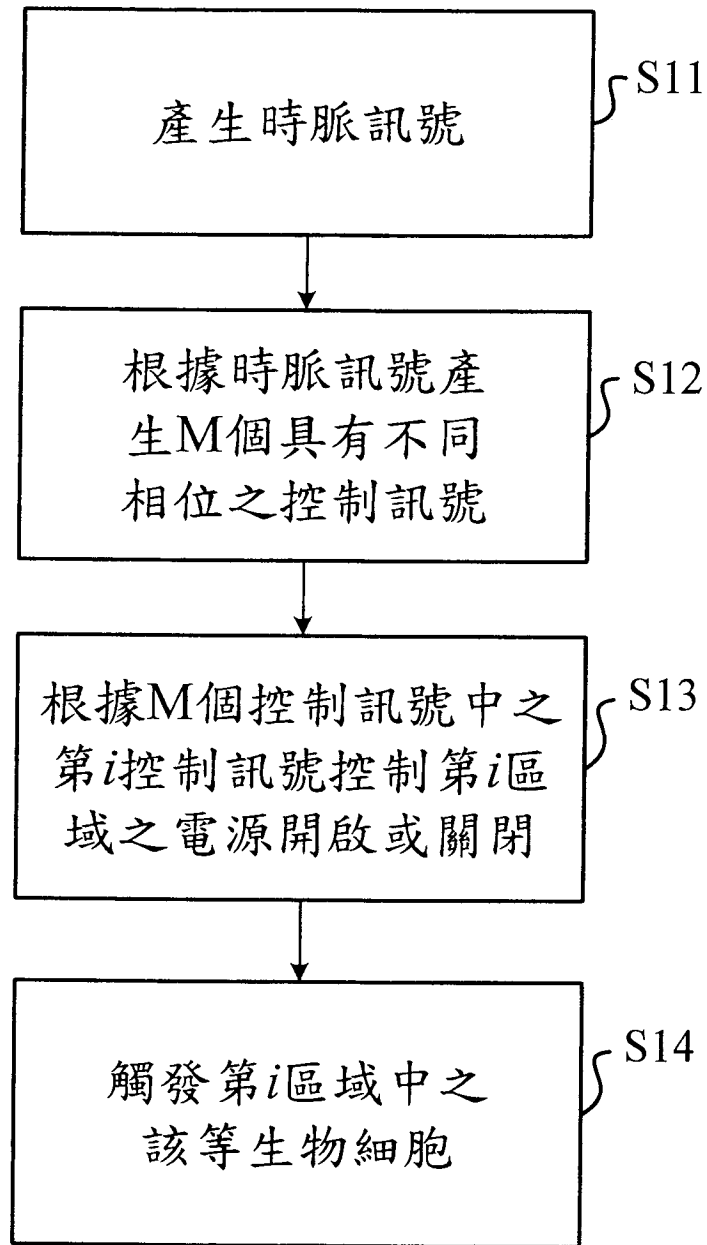 產生時脈訊號
S11
根據時脈訊號產
生M個具有不同
相位之控制訊號
S12
根據M個控制訊號中之
第i控制訊號控制第i區
域之電源開啟或關閉
S13
觸發第i區域中之
該等生物細胞
S14